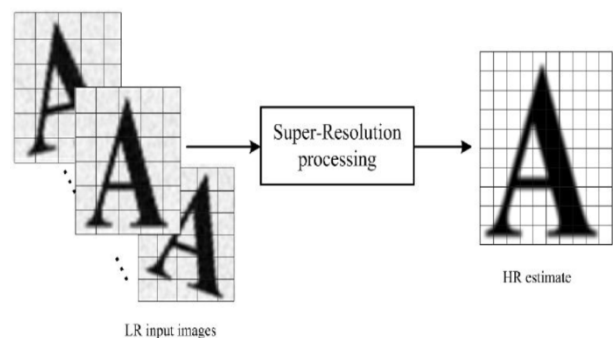 A
A
A
Super-Resolution
processing
A
LR input images
HR estimate